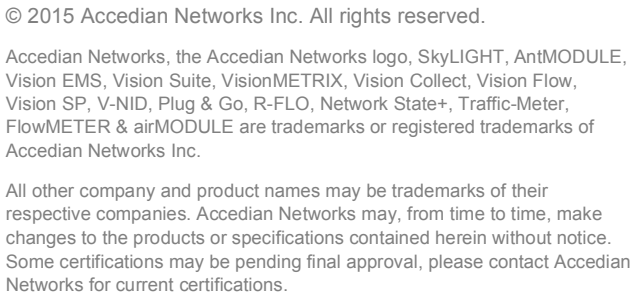 © 2015 Accedian Networks Inc. All rights reserved.
Accedian Networks, the Accedian Networks logo, SkyLIGHT, AntMODULE,
Vision EMS, Vision Suite, VisionMETRIX, Vision Collect, Vision Flow,
Vision SP, V-NID, Plug & Go, R-FLO, Network State+, Traffic-Meter,
FlowMETER & airMODULE are trademarks or registered trademarks of
Accedian Networks Inc.
All other company and product names may be trademarks of their
respective companies. Accedian Networks may, from time to time, make
changes to the products or specifications contained herein without notice.
Some certifications may be pending final approval, please contact Accedian
Networks for current certifications.